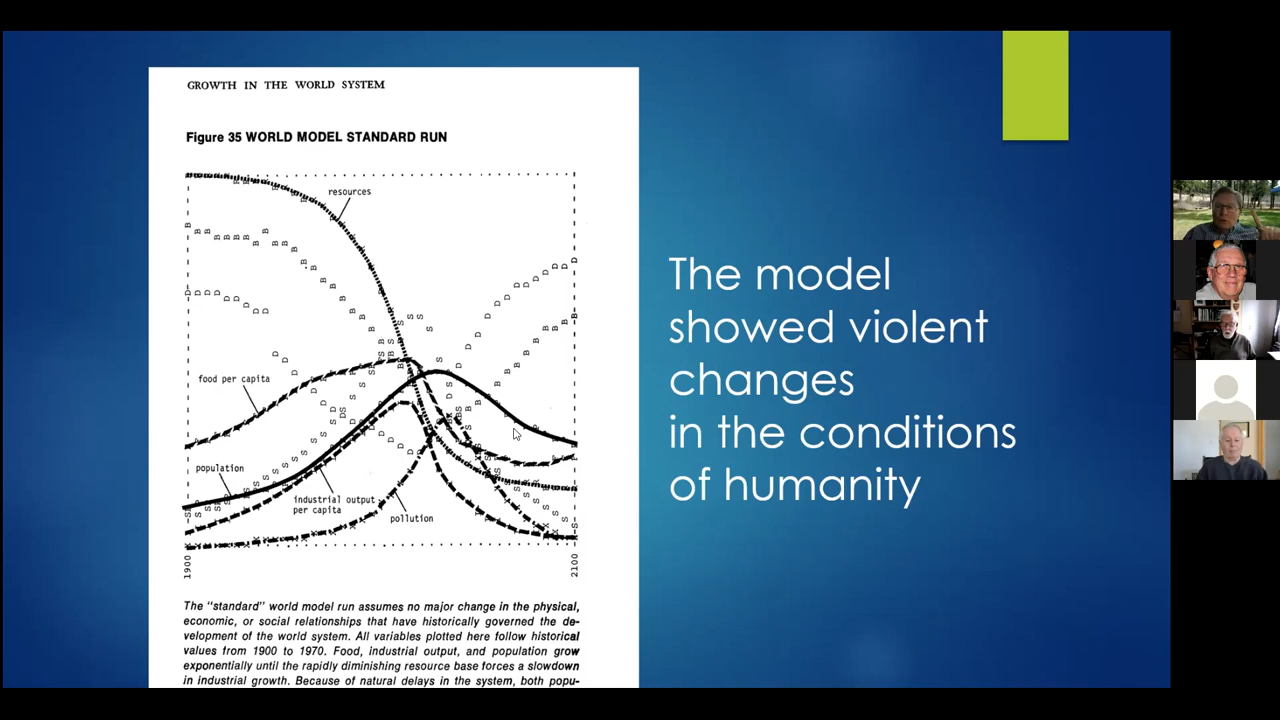 GROWTH IN THE WORLD SYSTEM
Figure 35 WORLD MODEL STANDARD RUN
resources
food per capita
population
industrial output
per capita
pollution
1900
2100
The "standard" world model run assumes no major change in the physical,
economic, or social relationships that have historically governed the de-
velopment of the world system. All variables plotted here follow historical
values from 1900 to 1970. Food, industrial output, and population grow
exponentially until the rapidly diminishing resource base forces a slowdown
in industrial growth. Because of natural delays in the system, both popu-
The model
showed violent
changes
in the conditions
of humanity